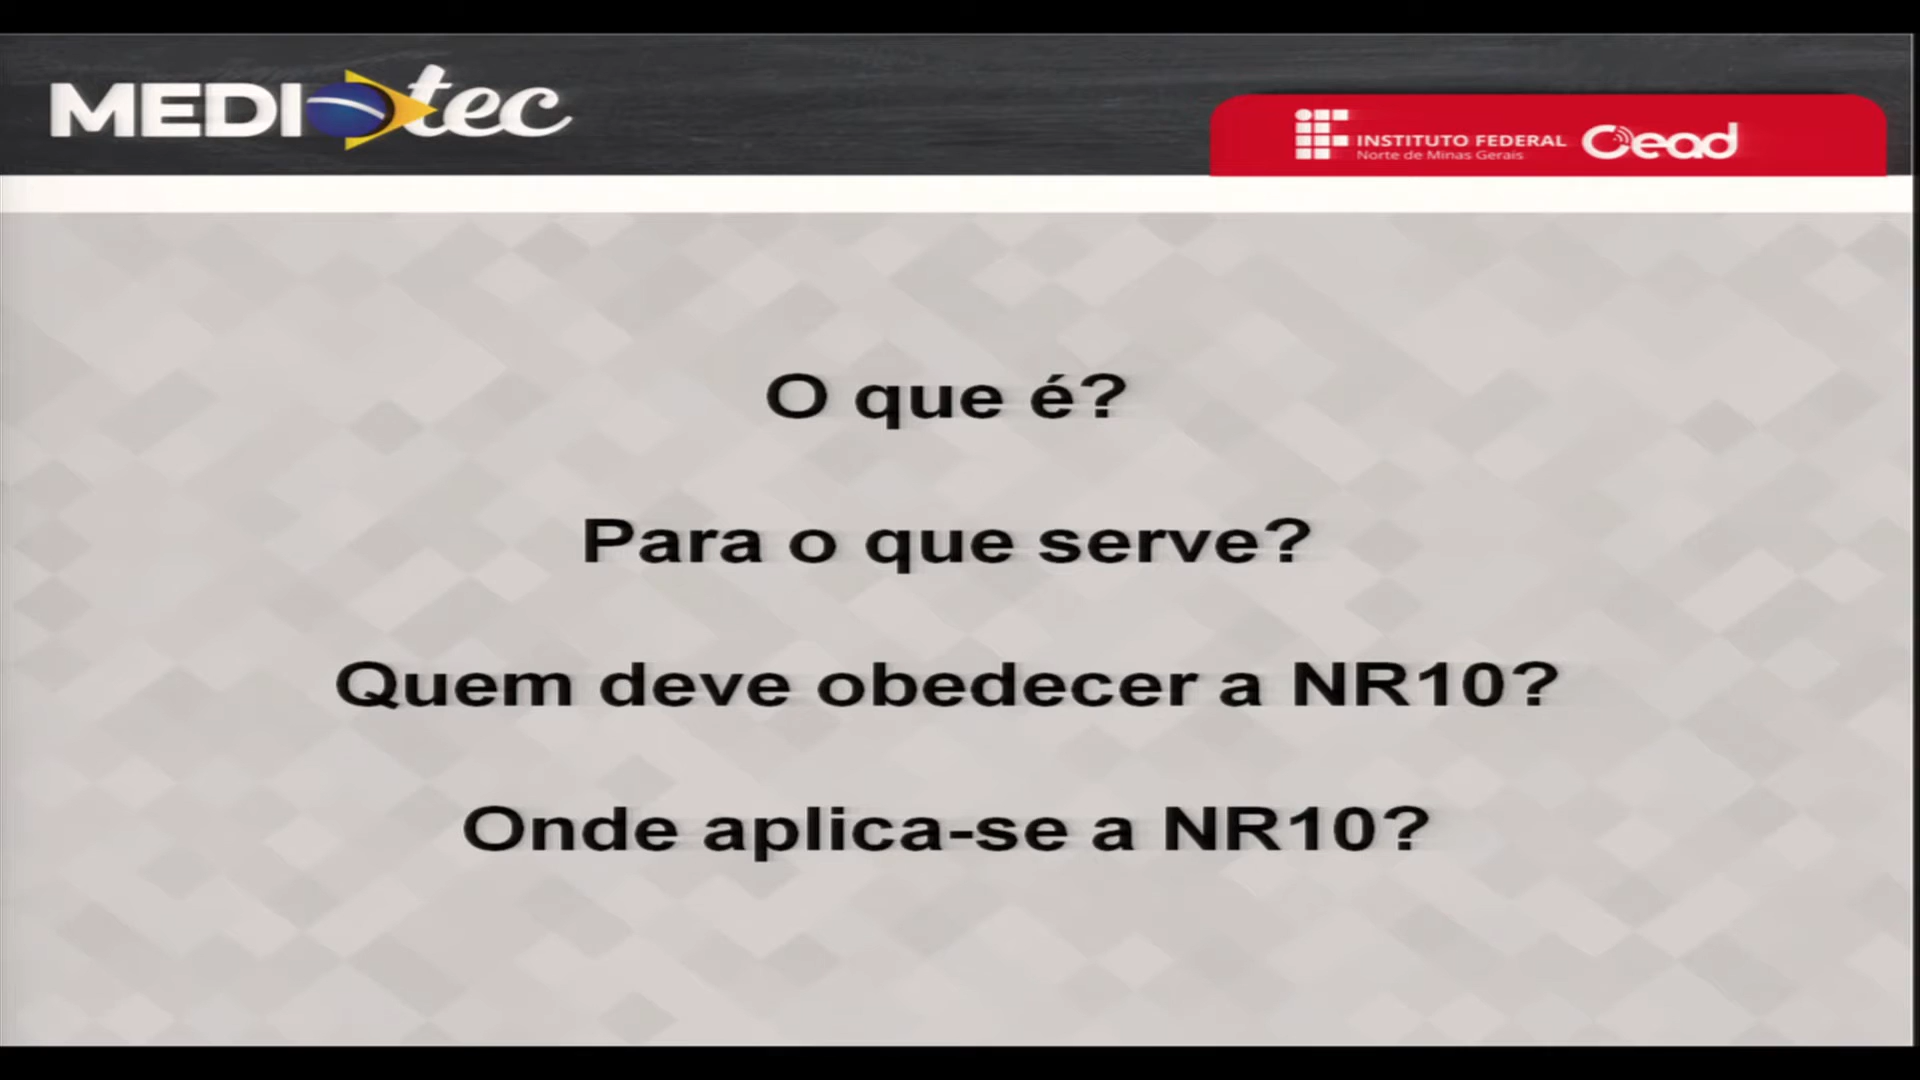 MEDIOtec
INSTITUTO FEDERAL
Norte de Minas Gerais
Cead
O que é?
Para o que serve?
Quem deve obedecer a NR10?
Onde aplica-se a NR10?